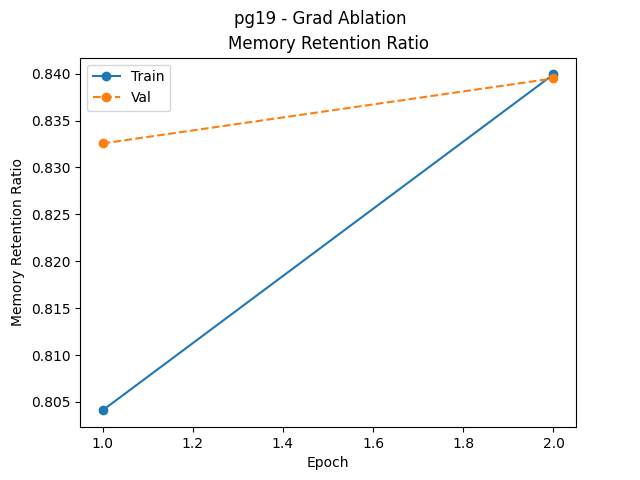 pg19 - Grad Ablation
Memory Retention Ratio
Train
Val
Memory Retention Ratio
0.840
0.835
0.830
0.825
0.820
0.815
0.810
0.805
1.0 1.2 1.4 1.6 1.8 2.0
Epoch